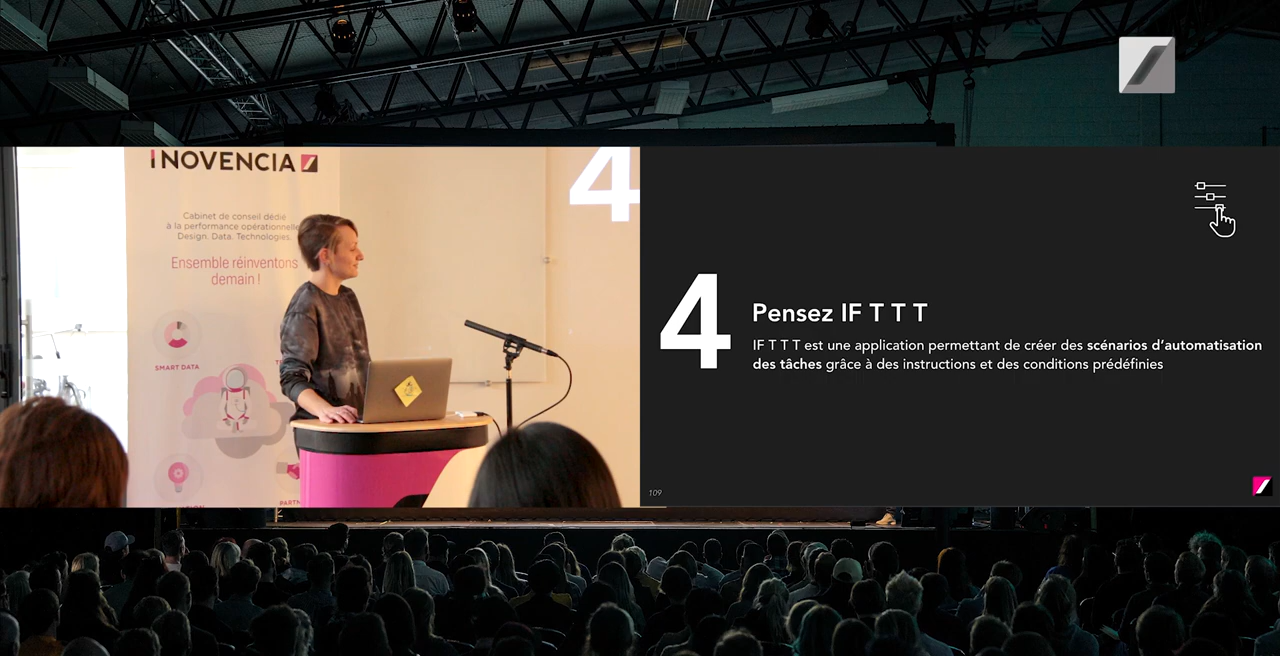 INOVENCIA
4
Cabinet de conseil dédié
à la performance opérationnelle
Design. Data. Technologies.
Ensemble réinventons
demain !
SMART DATA
4
Pensez IF T T T
IF T T T est une application permettant de créer des scénarios d’automatisation
des tâches grâce à des instructions et des conditions prédéfinies
109